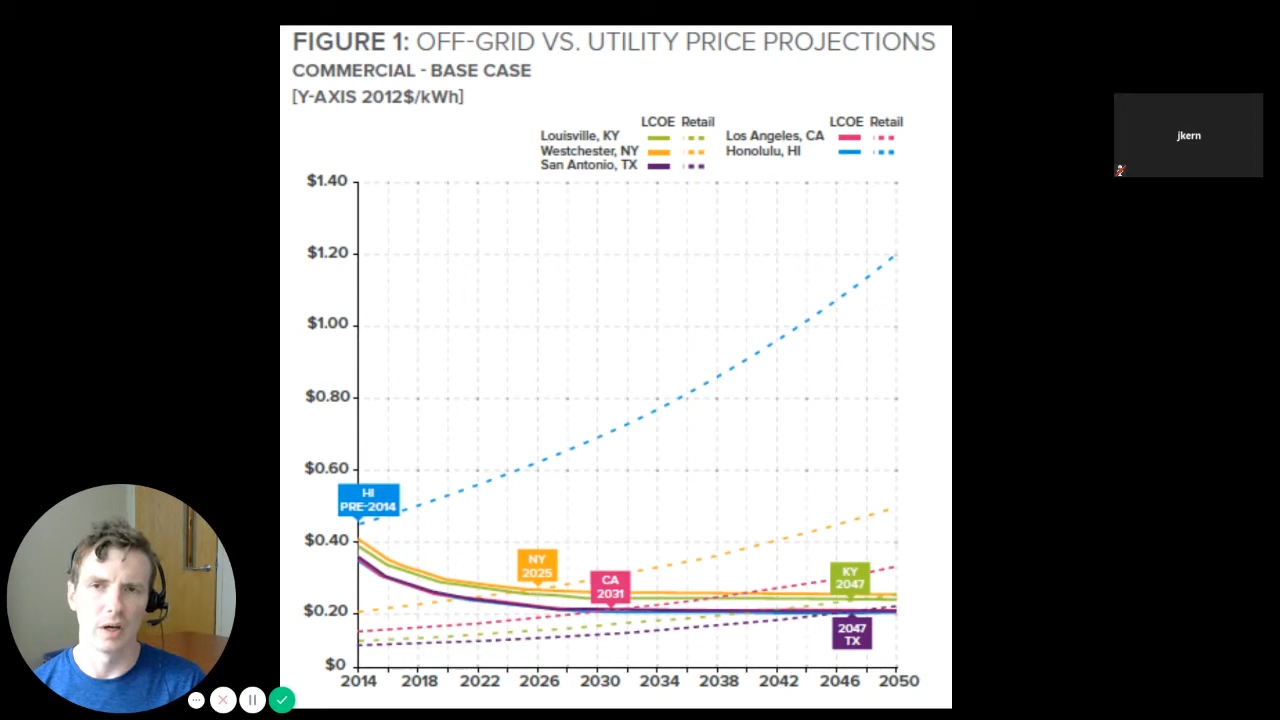 FIGURE 1: OFF-GRID VS. UTILITY PRICE PROJECTIONS
COMMERCIAL - BASE CASE
[Y-AXIS 2012$/kWh]
LCOE Retail LCOE Retail
Louisville, KY Los Angeles, CA
Westchester, NY Honolulu, HI
San Antonio, TX
jkern
$1.40
$1.20
$1.00
$0.80
$0.60
HI
PRE-2014
$0.40
NY
2025
CA
2031
KY
2047
$0.20
2047
TX
$0
2014 2018 2022 2026 2030 2034 2038 2042 2046 2050